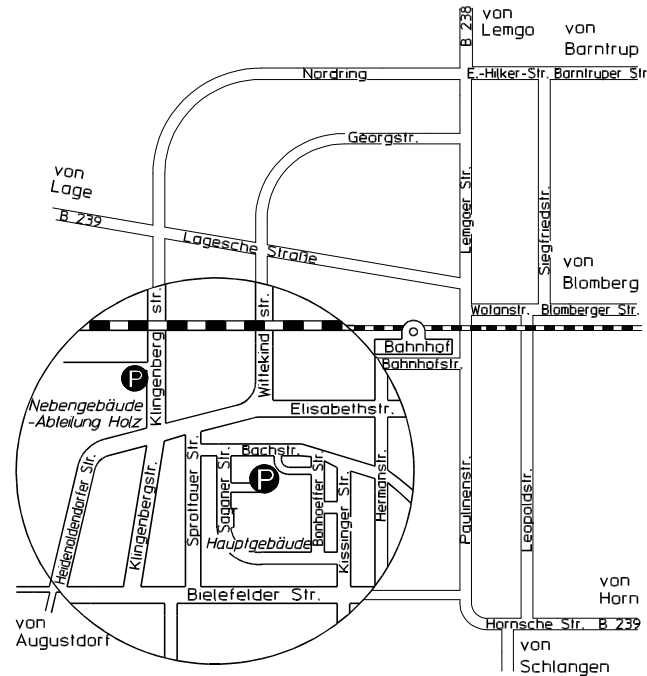 B 238
von
Lemgo
von
Barntrup
Nordring
E.-Hilker-Str.
Barntruper Str
Georgstr.
von
Lage
B 239
Lagesche Straße
Lemgoer Str.
Siegfriedstr.
von
Blomberg
Wotanstr.
Blomberger Str.
Klingenberg str.
Wittekind str.
Bahnhof
Bahnhofstr.
P
Nebengebäude
-Abteilung Holz
Elisabethstr.
Heidenoldendorfer Str.
Klingenbergstr.
Sprottauer Str.
Saganer Str.
Bachstr.
P
Bonhoeffer Str.
Kissinger Str.
Hermanstr.
Paulinenstr.
Leopoldstr.
Hauptgebäude
Bielefelder Str.
von
Augustdorf
von
Horn
Hornsche Str. B 239
von
Schlangen